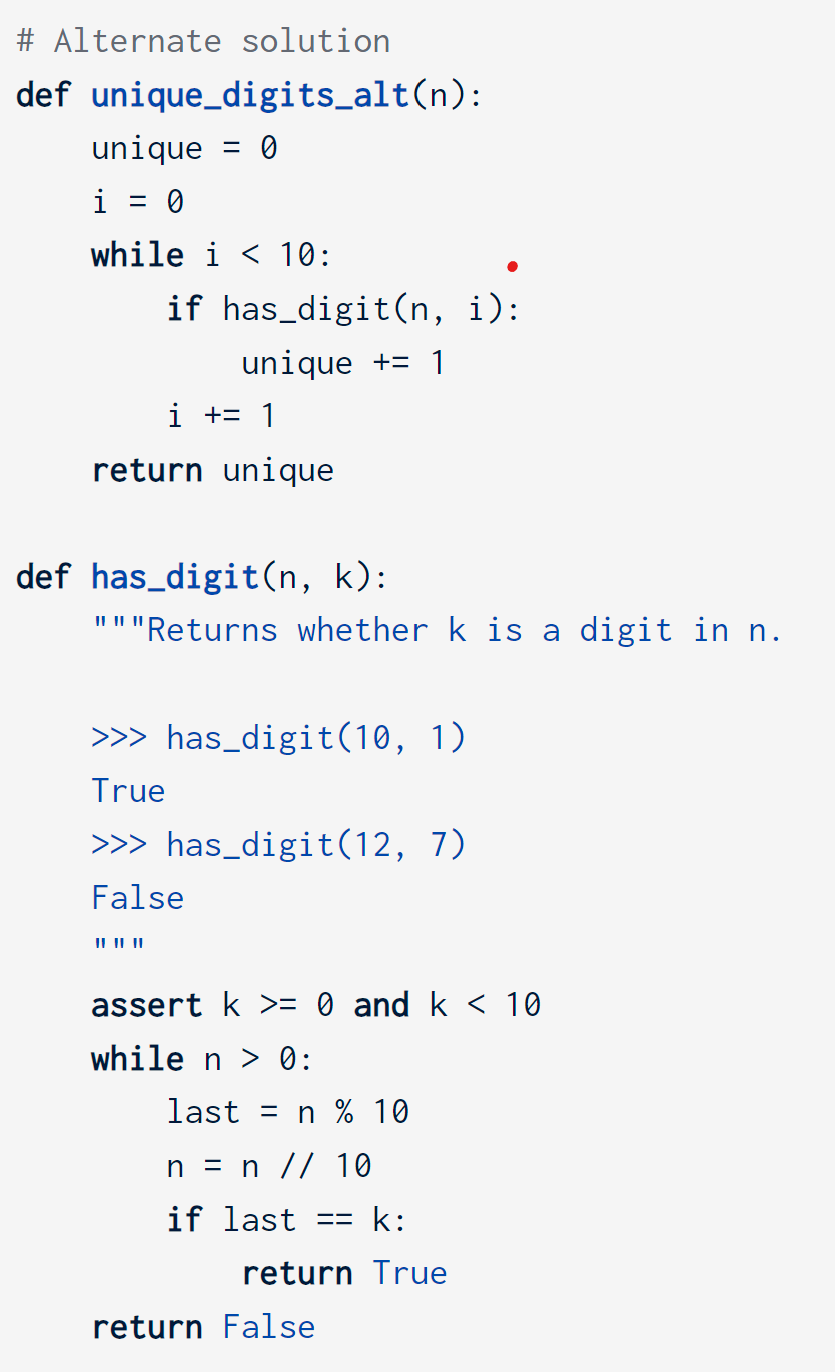 # Alternate solution
def unique_digits_alt(n):
    unique = 0
    i = 0
    while i < 10:
        if has_digit(n, i):
            unique += 1
        i += 1
    return unique

def has_digit(n, k):
    """Returns whether k is a digit in n.

    >>> has_digit(10, 1)
    True
    >>> has_digit(12, 7)
    False
    """
    assert k >= 0 and k < 10
    while n > 0:
        last = n % 10
        n = n // 10
        if last == k:
            return True
    return False